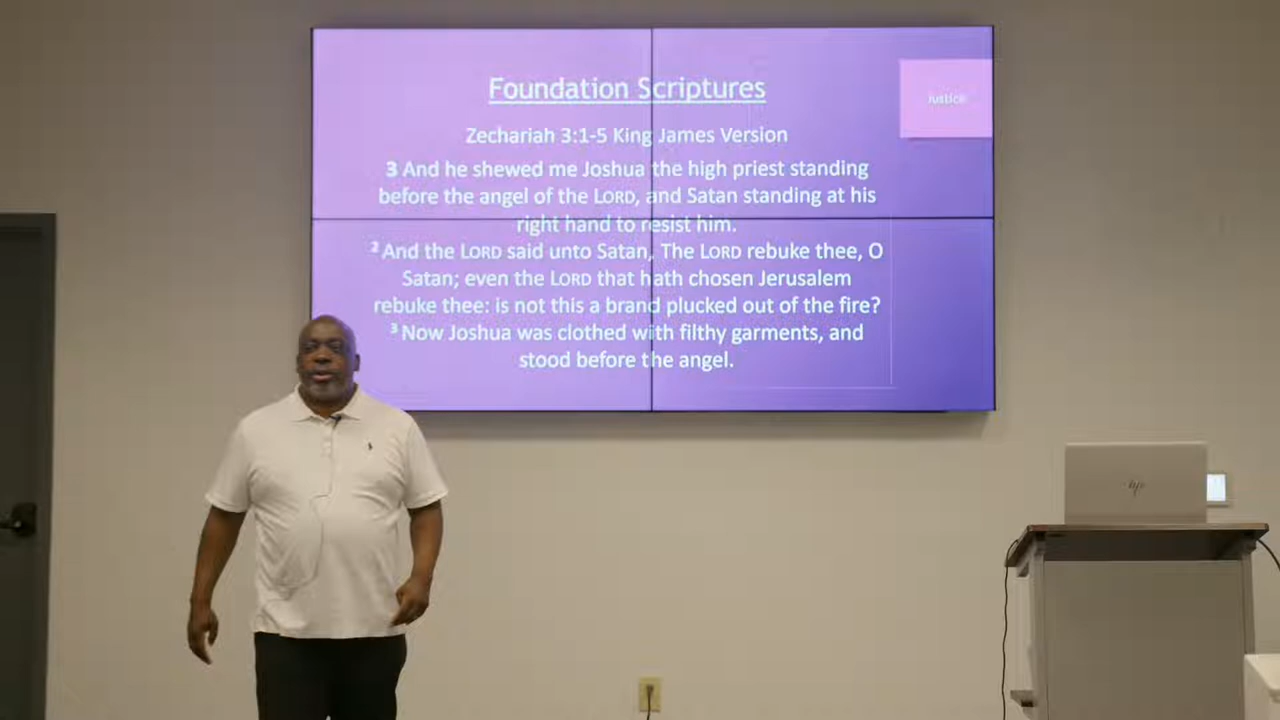 Foundation Scriptures
Justice
Zechariah 3:1-5 King James Version
3 And he shewed me Joshua the high priest standing
before the angel of the LORD, and Satan standing at his
right hand to resist him.
² And the LORD said unto Satan, The LORD rebuke thee, O
Satan; even the LORD that hath chosen Jerusalem
rebuke thee: is not this a brand plucked out of the fire?
³ Now Joshua was clothed with filthy garments, and
stood before the angel.
hp